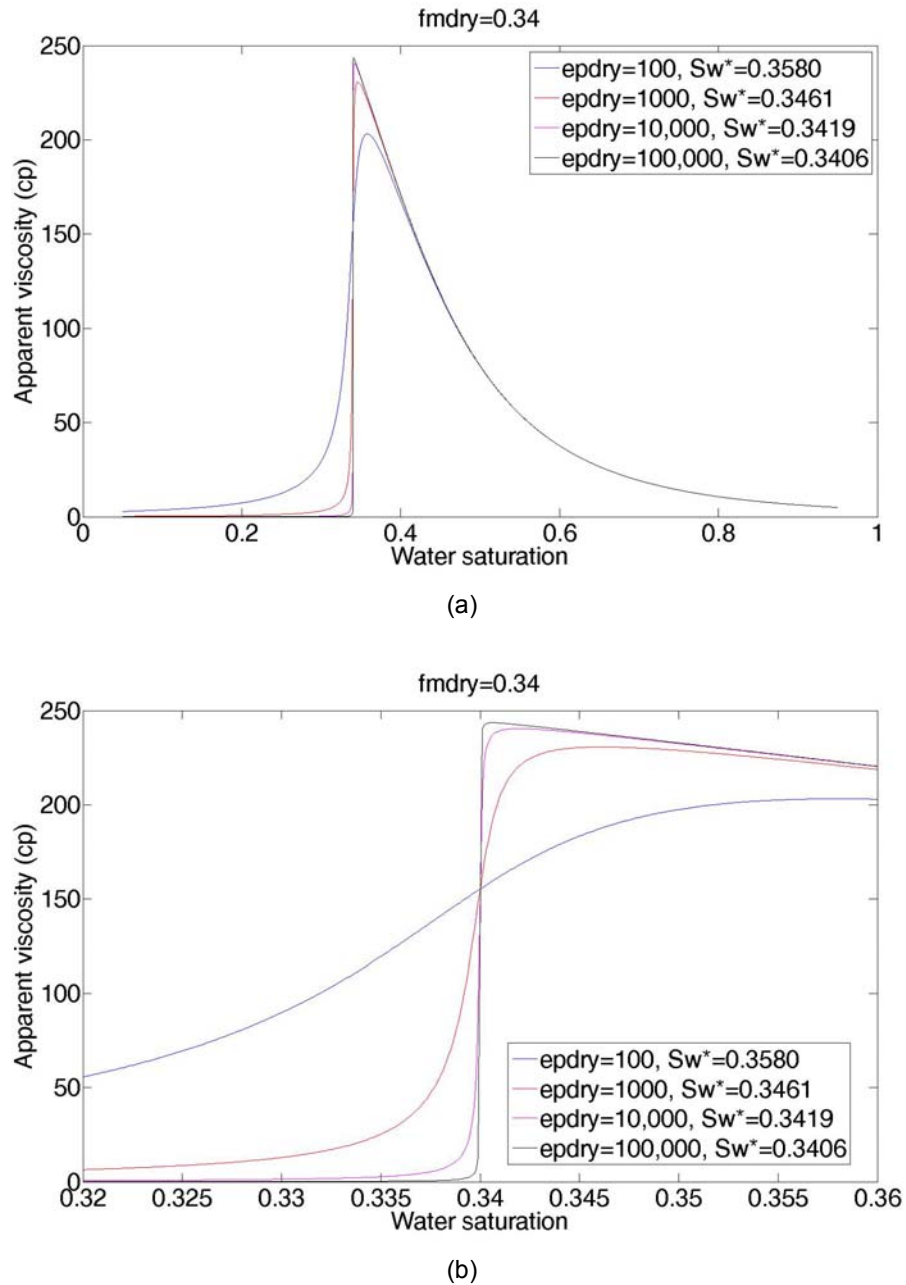 fmdry=0.34
250
200
150
100
50
0
Apparent viscosity (cp)
epdry=100, Sw*=0.3580
epdry=1000, Sw*=0.3461
epdry=10,000, Sw*=0.3419
epdry=100,000, Sw*=0.3406
0 0.2 0.4 0.6 0.8 1
Water saturation
(a)
fmdry=0.34
250
200
150
100
50
0
Apparent viscosity (cp)
epdry=100, Sw*=0.3580
epdry=1000, Sw*=0.3461
epdry=10,000, Sw*=0.3419
epdry=100,000, Sw*=0.3406
0.32 0.325 0.33 0.335 0.34 0.345 0.35 0.355 0.36
Water saturation
(b)